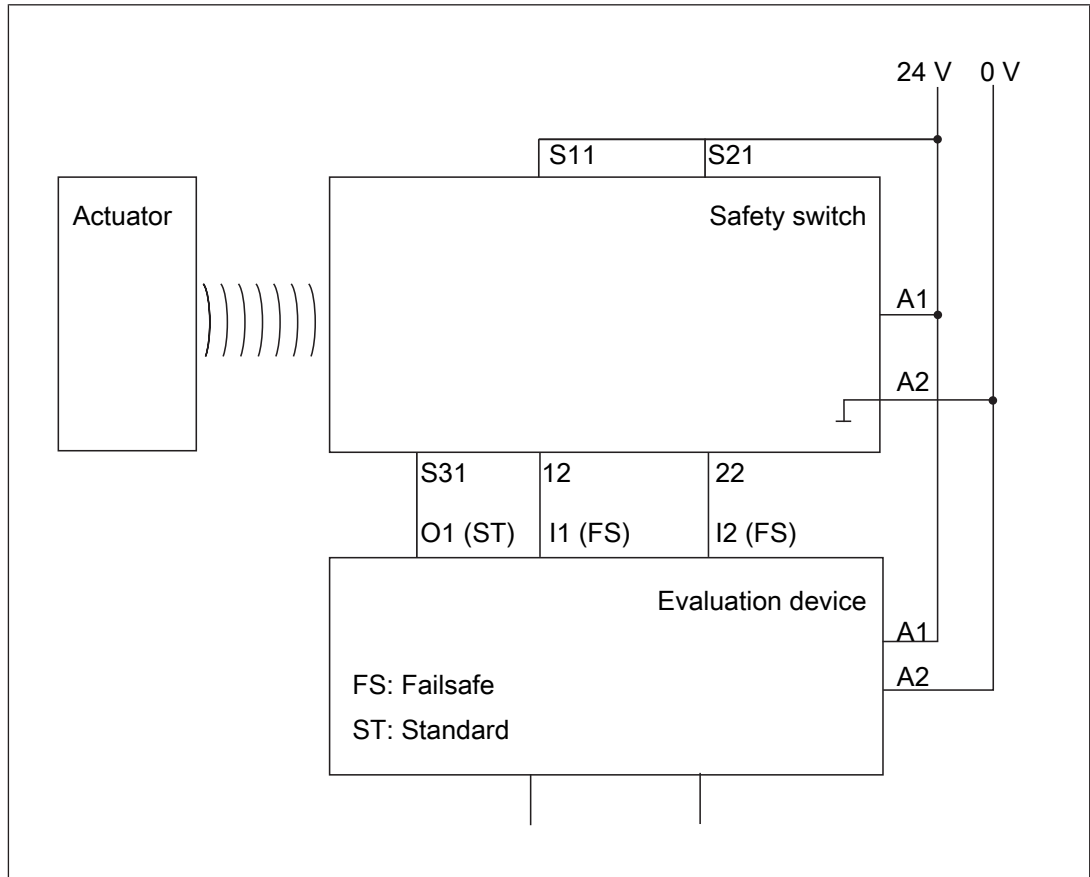 24 V 0 V
S11 S21
Actuator
Safety switch
A1
A2
S31 12 22
O1 (ST) I1 (FS) I2 (FS)
Evaluation device
A1
A2
FS: Failsafe
ST: Standard